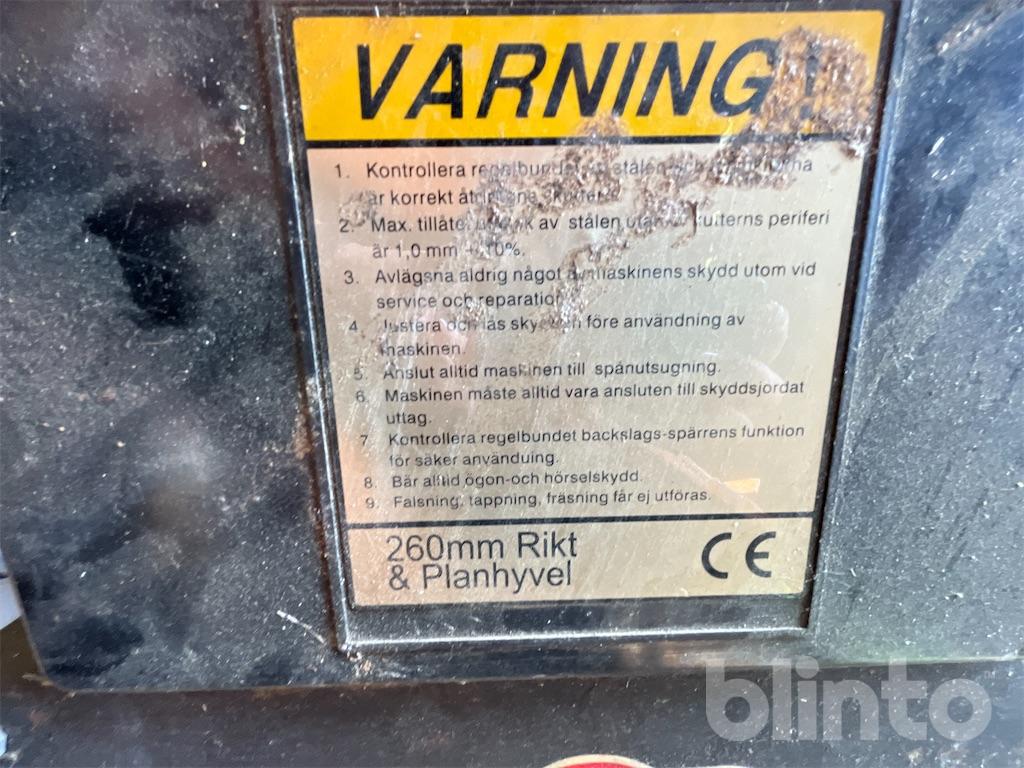 VARNING !
1. Kontrollera regelbundet stålen
är korrekt
2. Max. av stålen kutterns periferi
är 1,0 mm 10%.
3. Avlägsna aldrig något av maskinens skydd utom vid
service och reparation
4. Justera och lås före användning av
maskinen.
5. Anslut alltid maskinen till spånutsugning.
6. Maskinen måste alltid vara ansluten till skyddsjordat
uttag.
7. Kontrollera regelbundet backslags-spärrens funktion
för säker använduing.
8. Bär alltid ögon-och hörselskydd.
9. Falsning, tappning, fräsning får ej utföras.
260mm Rikt
& Planhyvel
CE
blinto